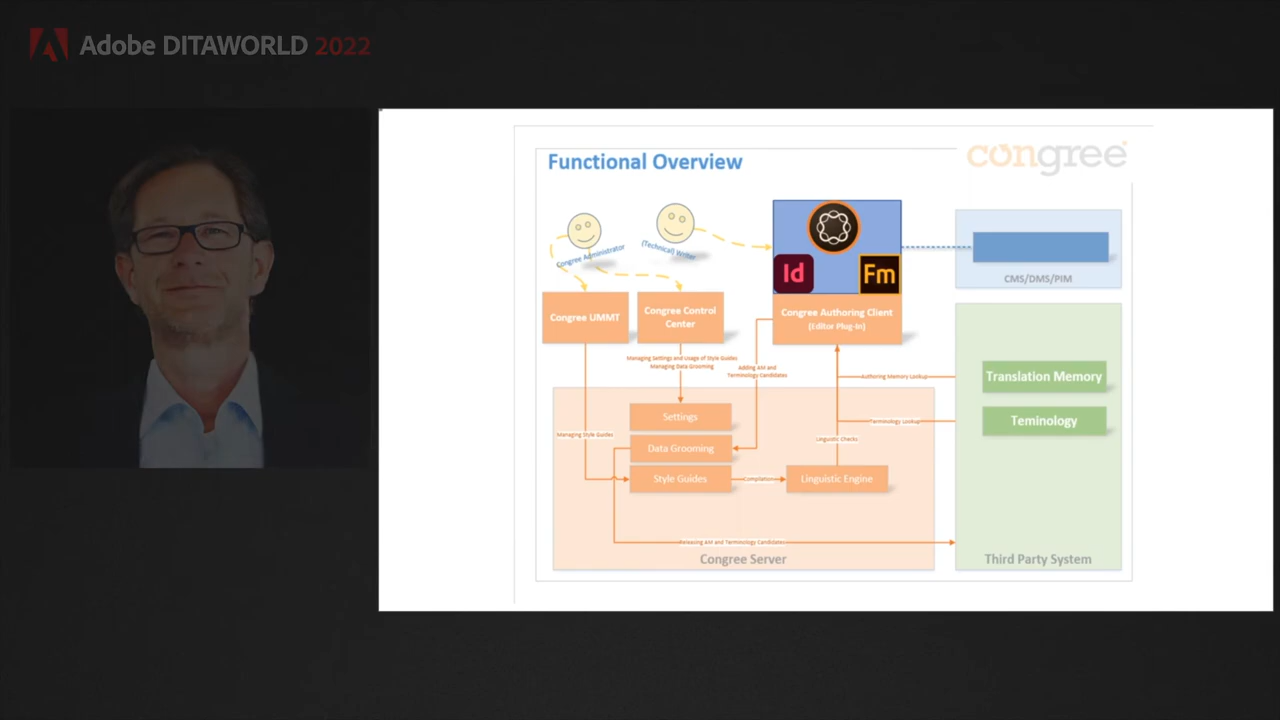 Adobe DITAWORLD 2022
Functional Overview
congree
Congree Administrator
(Technical) Writer
Id
Fm
CMS/DMS/PIM
Congree UMMT
Congree Control
Center
Congree Authoring Client
(Editor Plug-In)
Managing Settings and Usage of Style Guides
Managing Data Grooming
Adding AM and
Terminology Candidates
Authoring Memory Lookup
Translation Memory
Settings
Terminology Lookup
Teminology
Managing Style Guides
Linguistic Checks
Data Grooming
Style Guides
Compilation
Linguistic Engine
Releasing AM and Terminology Candidates
Congree Server
Third Party System